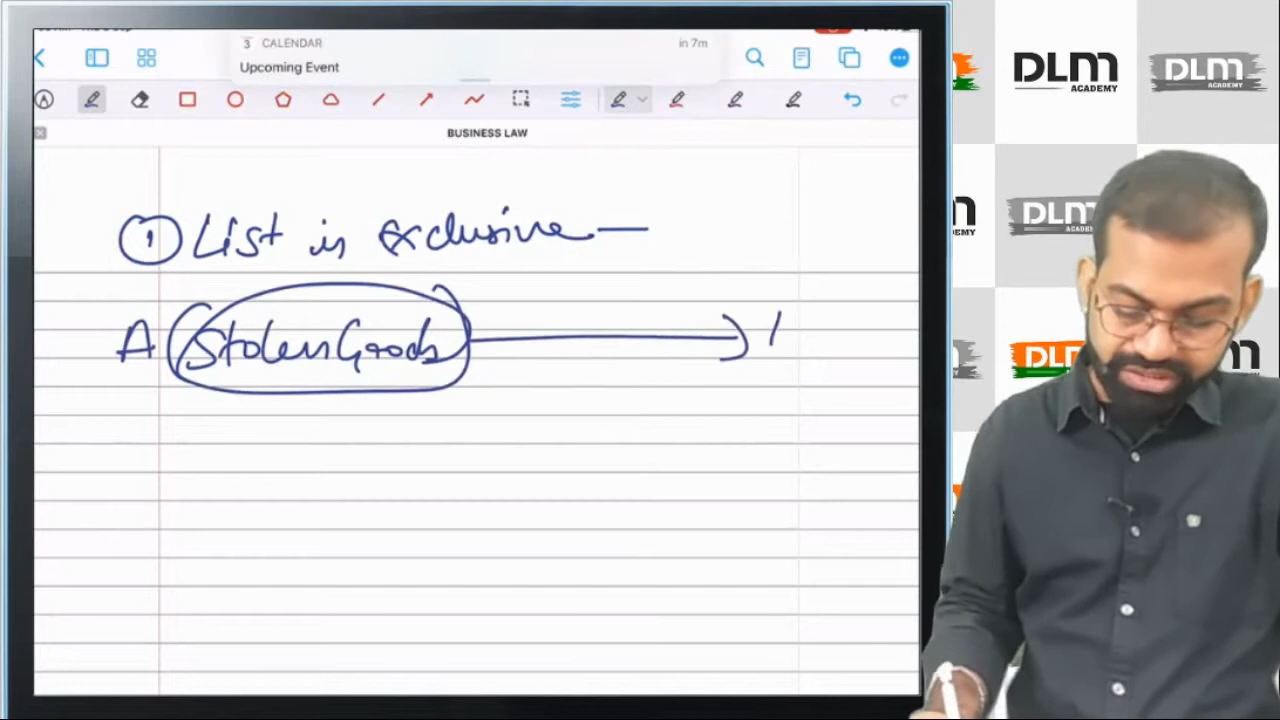 3 CALENDAR
in 7m
Upcoming Event
BUSINESS LAW
① List is exclusive —
A (Stolen Goods)
DLM
ACADEMY
DLM
ACADEMY
DLM
DLM